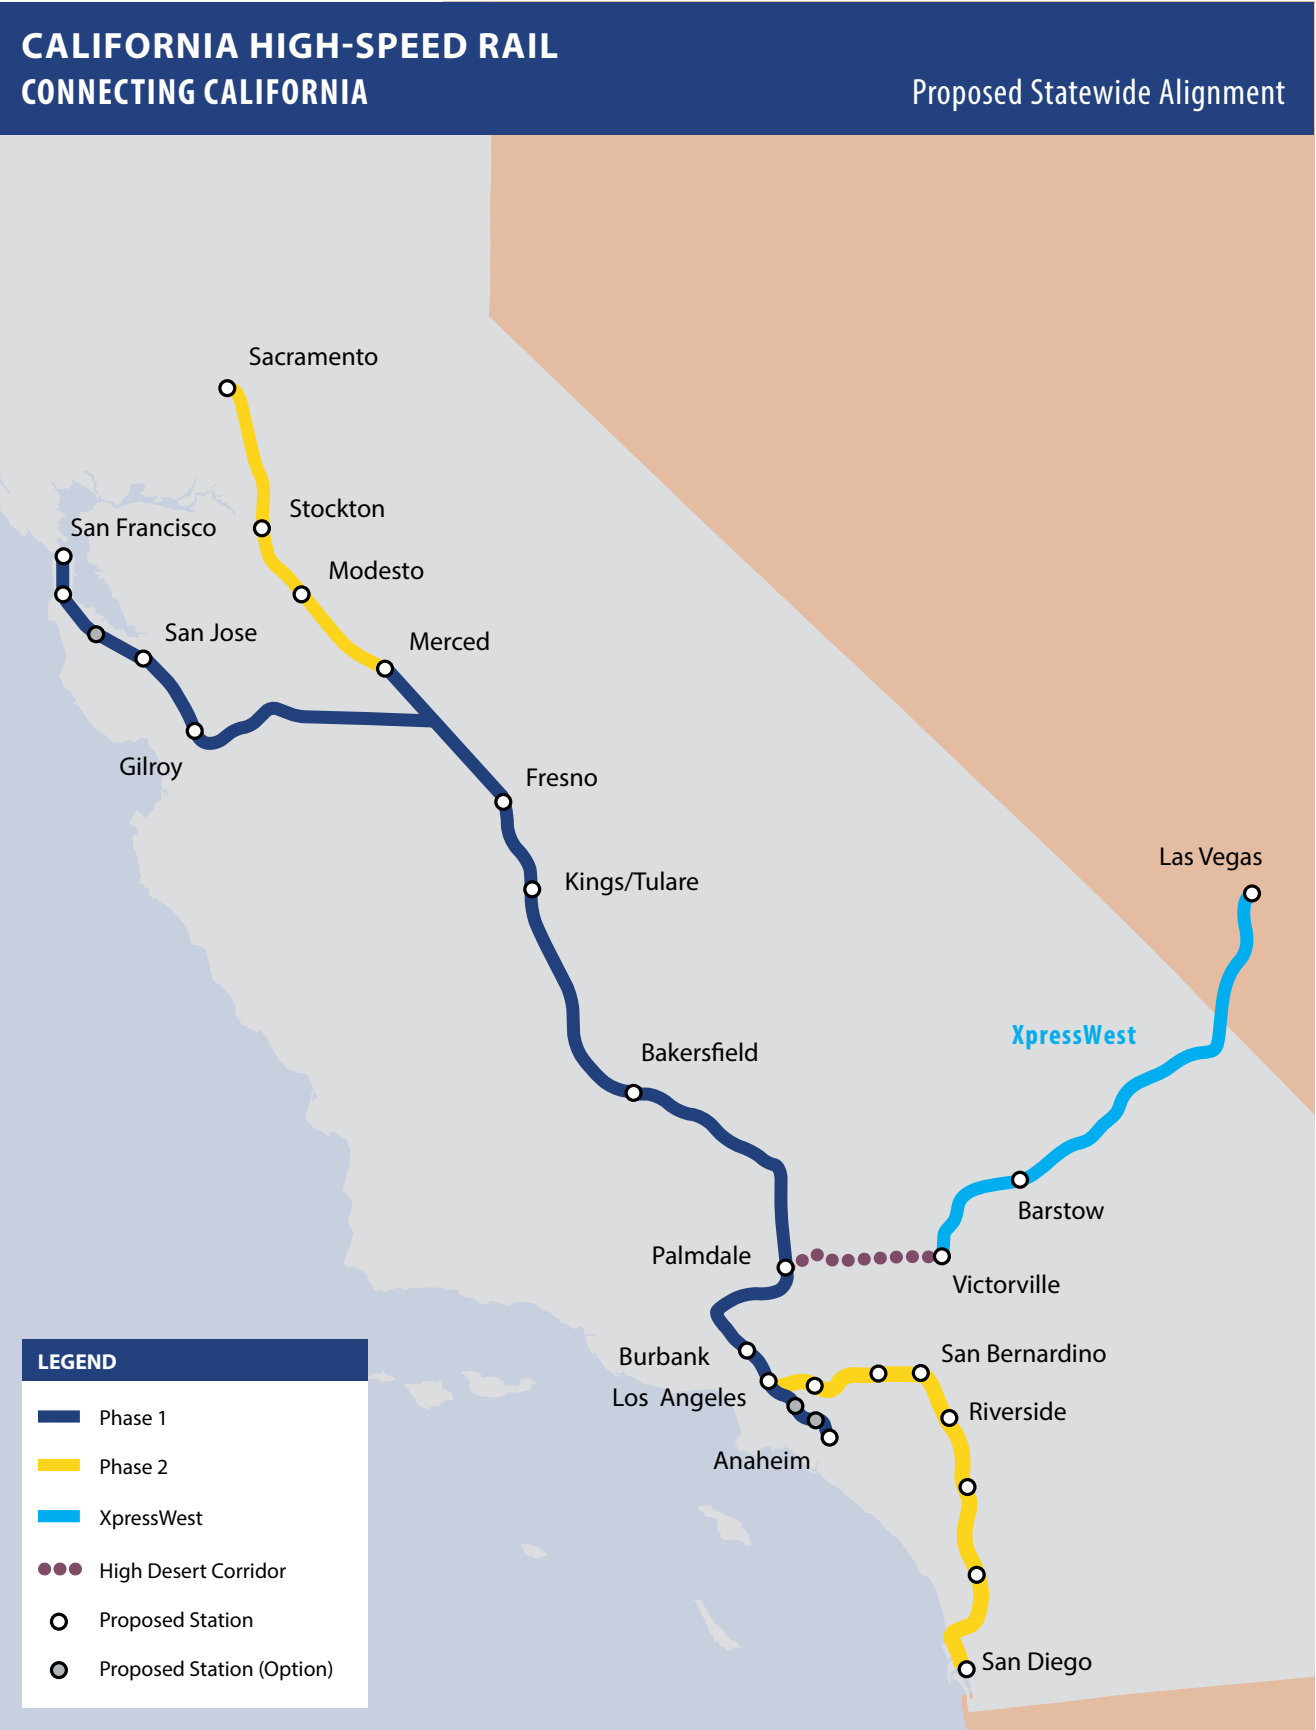 CALIFORNIA HIGH-SPEED RAIL
CONNECTING CALIFORNIA
Proposed Statewide Alignment
Sacramento
Stockton
San Francisco
Modesto
San Jose
Merced
Gilroy
Fresno
Kings/Tulare
Las Vegas
XpressWest
Bakersfield
Barstow
Palmdale
Victorville
Burbank
San Bernardino
Los Angeles
Riverside
Anaheim
San Diego
LEGEND
Phase 1
Phase 2
XpressWest
High Desert Corridor
Proposed Station
Proposed Station (Option)